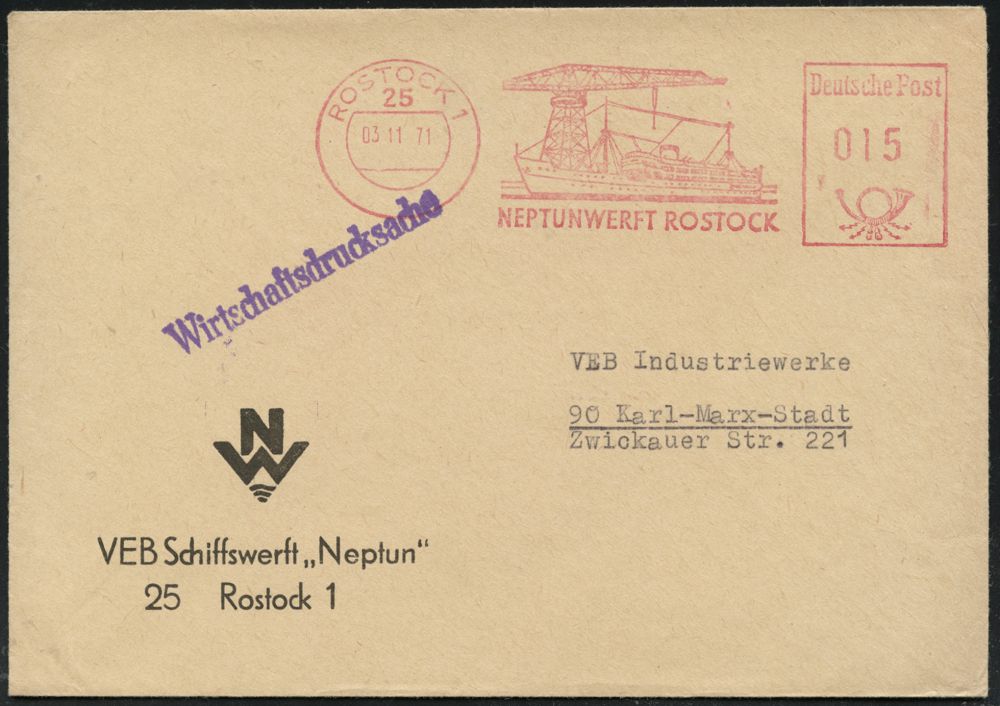 ROSTOCK 1
25
03 11 71
NEPTUNWERFT ROSTOCK
Deutsche Post
015
Wirtschaftsdrucksache
VEB Industriewerke
90 Karl-Marx-Stadt
Zwickauer Str. 221
NW
VEB Schiffswerft „Neptun“
25 Rostock 1